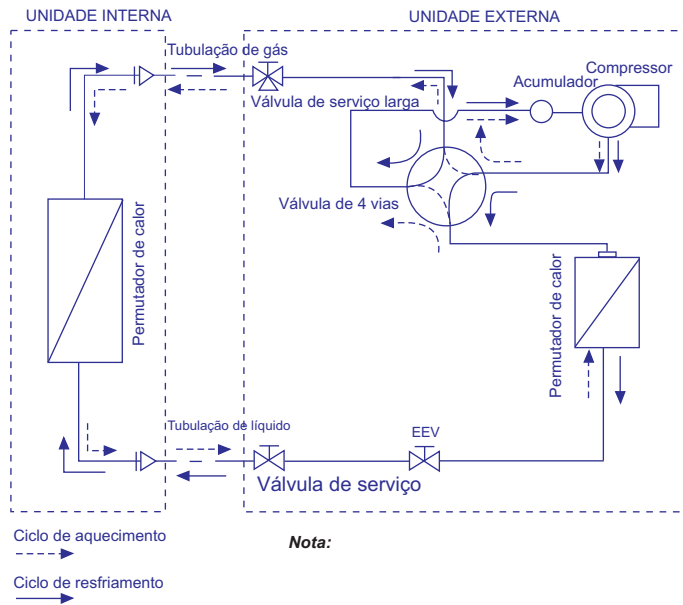 UNIDADE INTERNA
UNIDADE EXTERNA
Tubulação de gás
Compressor
Acumulador
Válvula de serviço larga
Válvula de 4 vias
Permutador de calor
Permutador de calor
Tubulação de líquido
EEV
Válvula de serviço
Ciclo de aquecimento
Nota:
Ciclo de resfriamento